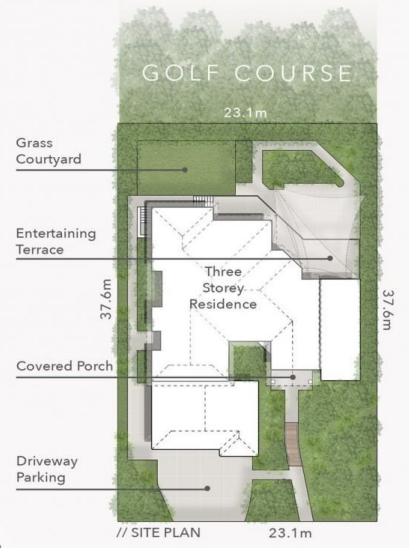 GOLF COURSE
23.1m
Grass
Courtyard
Entertaining
Terrace
Three
Storey
Residence
37.6m
37.6m
Covered Porch
Driveway
Parking
// SITE PLAN
23.1m